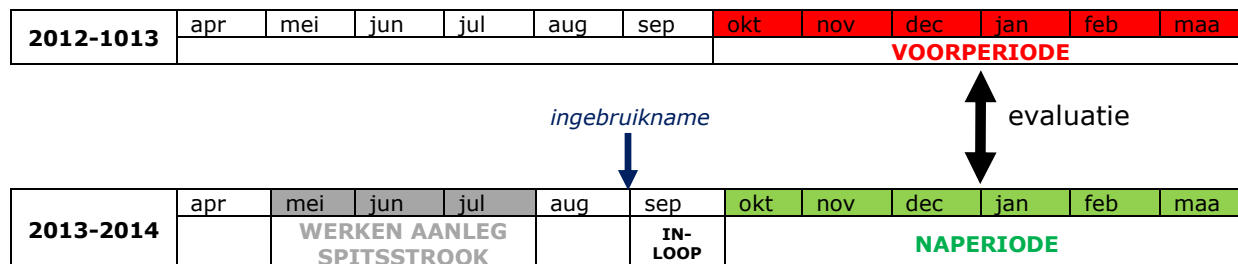 2012-1013 apr mei jun jul aug sep okt nov dec jan feb maa
VOORPERIODE
ingebruikname
evaluatie
2013-2014 apr mei jun jul aug sep okt nov dec jan feb maa
WERKEN AANLEG
SPITSSTROOK
IN-
LOOP
NAPERIODE